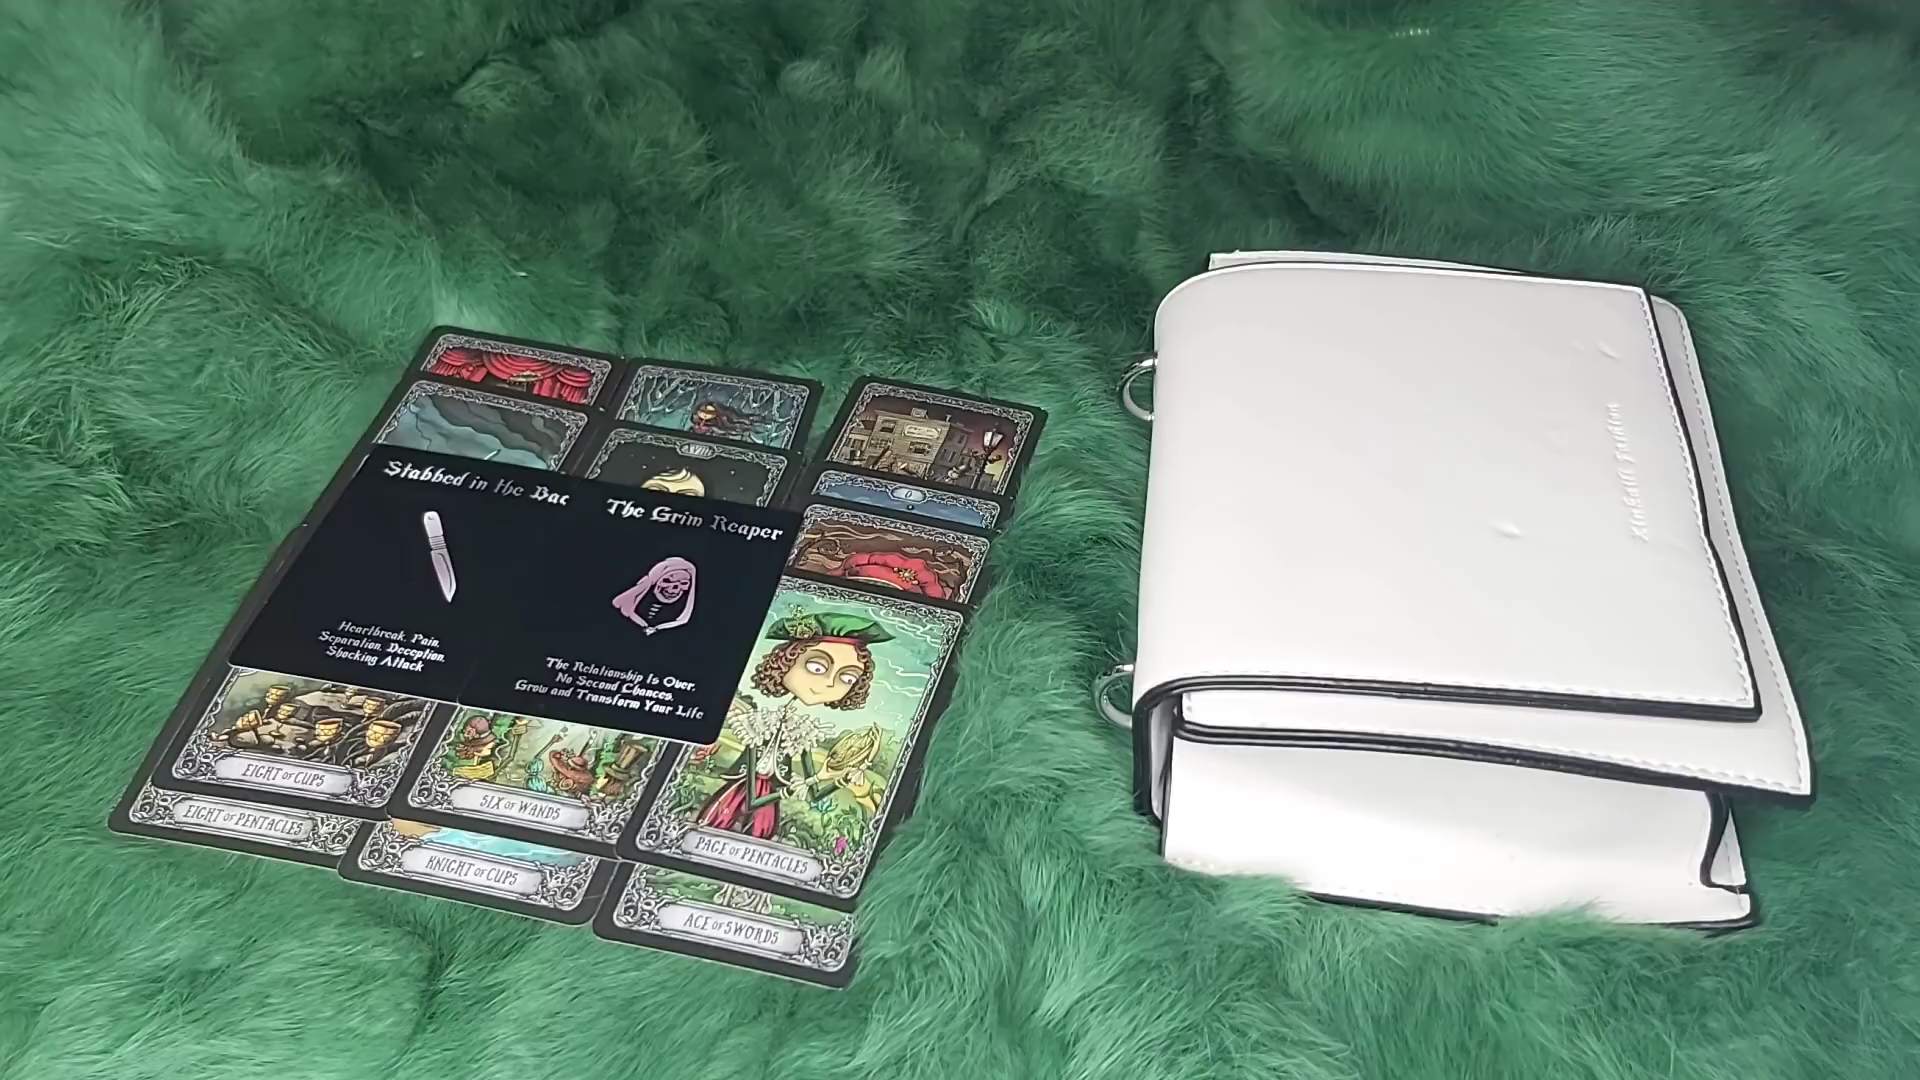 XVIII
0
Stabbed in the Bac
The Grim Reaper
Heartbreak, Pain,
Separation, Deception,
Shocking Attack
The Relationship Is Over,
No Second Chances,
Grow and Transform Your Life
EIGHT OF CUPS
SIX OF WANDS
PAGE OF PENTACLES
EIGHT OF PENTACLES
KNIGHT OF CUPS
ACE OF SWORDS